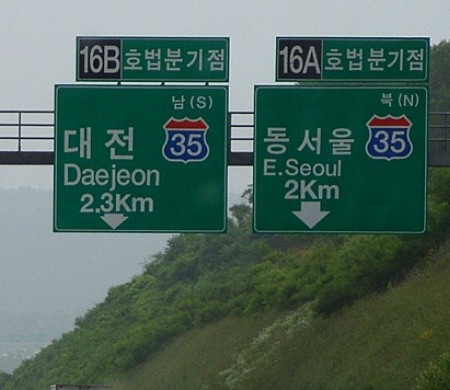 16B 호법분기점
남 (S)
대전
35
Daejeon
2.3Km
16A 호법분기점
북 (N)
동서울
35
E.Seoul
2Km